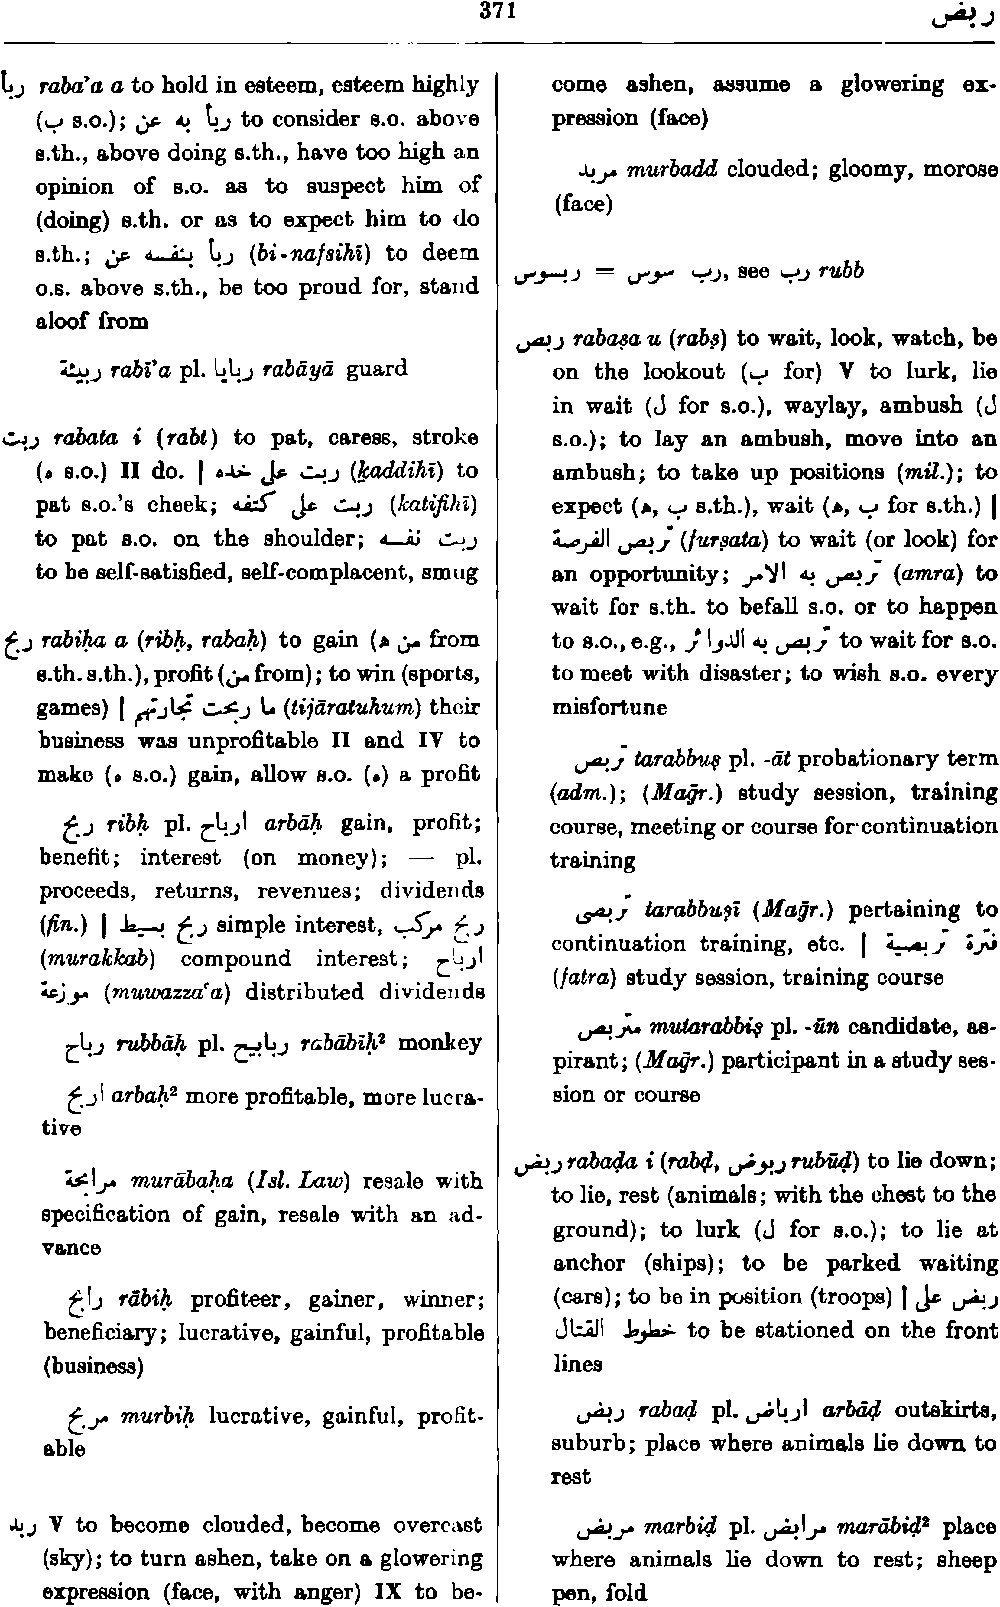 371
ربض
ربأ raba'a a to hold in esteem, esteem highly
(ب s.o.); ربأ به عن to consider s.o. above
s.th., above doing s.th., have too high an
opinion of s.o. as to suspect him of
(doing) s.th. or as to expect him to do
s.th.; ربأ بنفسه عن (bi-nafsihī) to deem
o.s. above s.th., be too proud for, stand
aloof from
ربيئة rabī'a pl. ربايا rabāyā guard
ربت rabata i (rabt) to pat, caress, stroke
(ه s.o.) II do. | ربت على خده (ḵaddihī) to
pat s.o.'s cheek; ربت على كتفه (katifihī)
to pat s.o. on the shoulder; ربت نفسه
to be self-satisfied, self-complacent, smug
ربح rabiḥa a (ribḥ, rabaḥ) to gain (من ه from
s.th. s.th.), profit (من from); to win (sports,
games) | ما ربحت تجارتهم (tijāratuhum) their
business was unprofitable II and IV to
make (ه s.o.) gain, allow s.o. (ه) a profit
ربح ribḥ pl. ارباح arbāḥ gain, profit;
benefit; interest (on money); — pl.
proceeds, returns, revenues; dividends
(fin.) | ربح بسيط simple interest, ربح مركب
(murakkab) compound interest; ارباح
موزعة (muwazza‘a) distributed dividends
رباح rubbāḥ pl. ربابيح rabābīḥ² monkey
اربح arbaḥ² more profitable, more lucra-
tive
مرابحة murābaḥa (Isl. Law) resale with
specification of gain, resale with an ad-
vance
رابح rābiḥ profiteer, gainer, winner;
beneficiary; lucrative, gainful, profitable
(business)
مربح murbiḥ lucrative, gainful, profit-
able
ربد V to become clouded, become overcast
(sky); to turn ashen, take on a glowering
expression (face, with anger) IX to be-
come ashen, assume a glowering ex-
pression (face)
مربد murbadd clouded; gloomy, morose
(face)
ربسوس = رب سوس, see رب rubb
ربص rabaṣa u (rabṣ) to wait, look, watch, be
on the lookout (ب for) V to lurk, lie
in wait (ل for s.o.), waylay, ambush (ل
s.o.); to lay an ambush, move into an
ambush; to take up positions (mil.); to
expect (ه, ب s.th.), wait (ه, ب for s.th.) |
تربص الفرصة (furṣata) to wait (or look) for
an opportunity; تربص به الامر (amra) to
wait for s.th. to befall s.o. or to happen
to s.o., e.g., تربص به الدوائر to wait for s.o.
to meet with disaster; to wish s.o. every
misfortune
تربص tarabbuṣ pl. -āt probationary term
(adm.); (Maḡr.) study session, training
course, meeting or course for continuation
training
تربصى tarabbuṣī (Maḡr.) pertaining to
continuation training, etc. | فترة تربصية
(fatra) study session, training course
متربص mutarabbiṣ pl. -ūn candidate, as-
pirant; (Maḡr.) participant in a study ses-
sion or course
ربض rabaḍa i (rabḍ, ربوض rubūḍ) to lie down;
to lie, rest (animals; with the chest to the
ground); to lurk (ل for s.o.); to lie at
anchor (ships); to be parked waiting
(cars); to be in position (troops) | ربض على
خطوط القتال to be stationed on the front
lines
ربض rabaḍ pl. ارباض arbāḍ outskirts,
suburb; place where animals lie down to
rest
مربض marbiḍ pl. مرابض marābiḍ² place
where animals lie down to rest; sheep
pen, fold